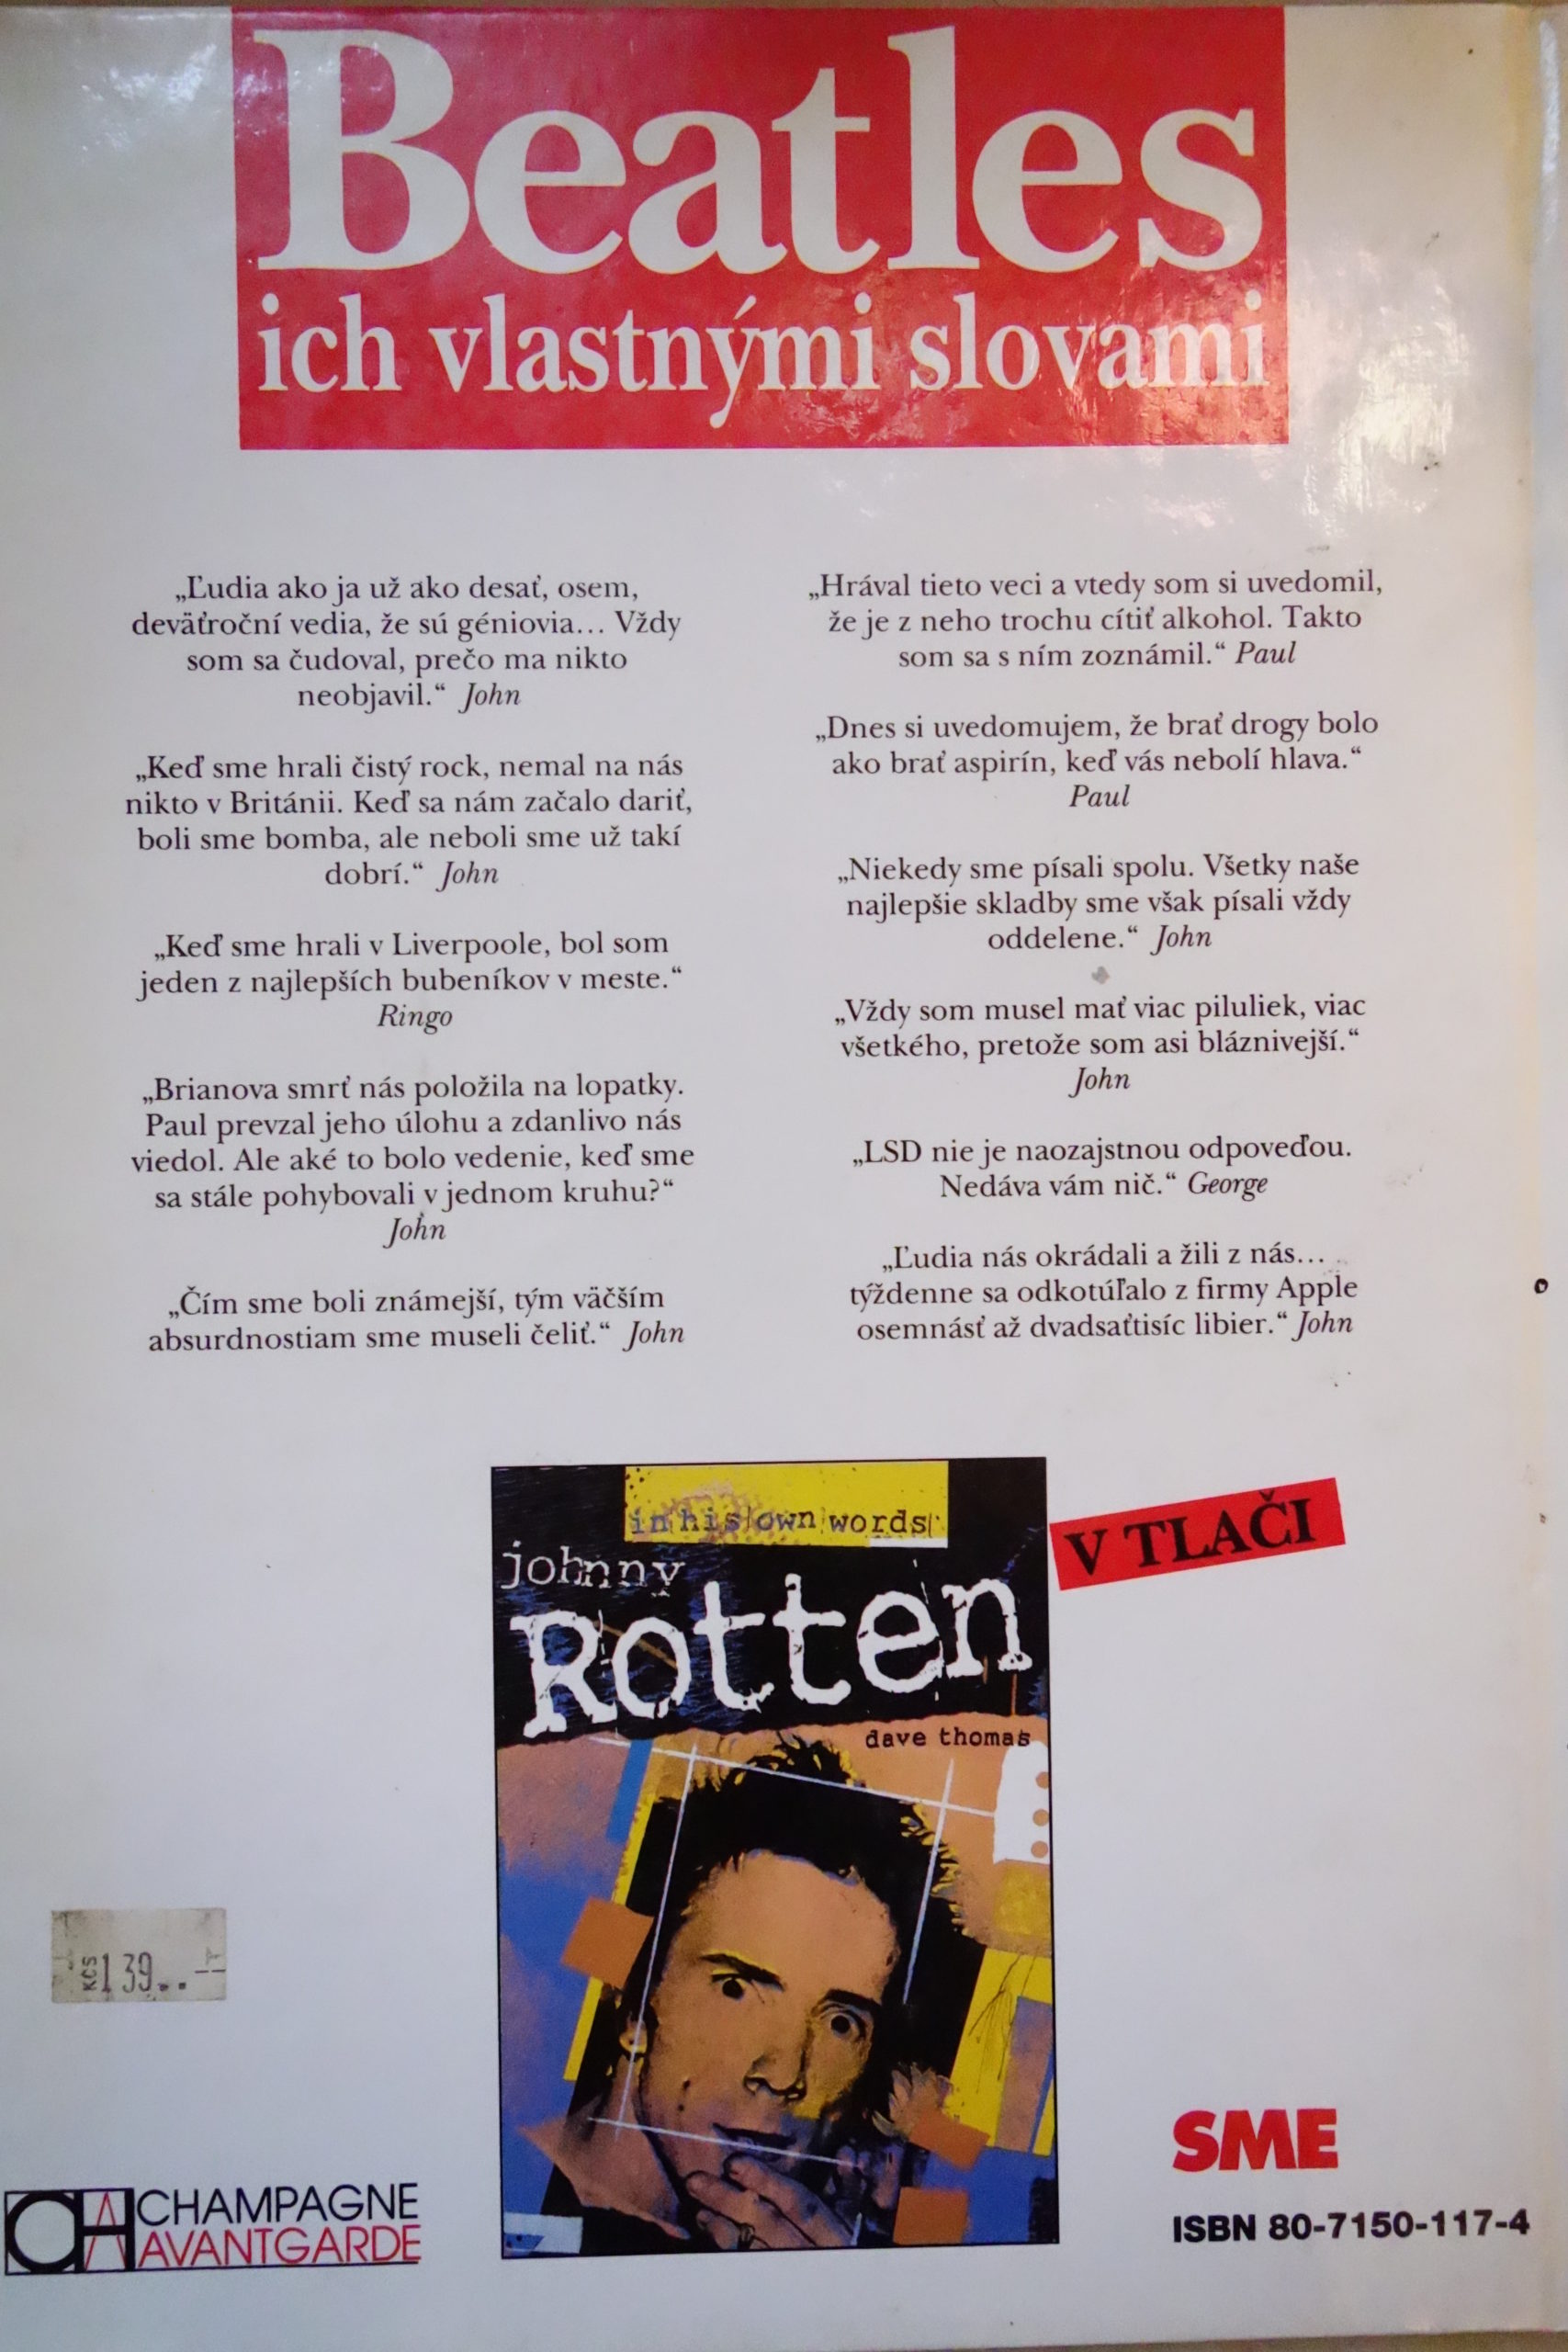 Beatles
ich vlastnými slovami
„Ľudia ako ja už ako desať, osem,
deväťroční vedia, že sú géniovia... Vždy
som sa čudoval, prečo ma nikto
neobjavil.“ John
„Keď sme hrali čistý rock, nemal na nás
nikto v Británii. Keď sa nám začalo dariť,
boli sme bomba, ale neboli sme už takí
dobrí.“ John
„Keď sme hrali v Liverpoole, bol som
jeden z najlepších bubeníkov v meste.“
Ringo
„Brianova smrť nás položila na lopatky.
Paul prevzal jeho úlohu a zdanlivo nás
viedol. Ale aké to bolo vedenie, keď sme
sa stále pohybovali v jednom kruhu?“
John
„Čím sme boli známejší, tým väčším
absurdnostiam sme museli čeliť.“ John
„Hrával tieto veci a vtedy som si uvedomil,
že je z neho trochu cítiť alkohol. Takto
som sa s ním zoznámil.“ Paul
„Dnes si uvedomujem, že brať drogy bolo
ako brať aspirín, keď vás nebolí hlava.“
Paul
„Niekedy sme písali spolu. Všetky naše
najlepšie skladby sme však písali vždy
oddelene.“ John
„Vždy som musel mať viac piluliek, viac
všetkého, pretože som asi bláznivejší.“
John
„LSD nie je naozajstnou odpoveďou.
Nedáva vám nič.“ George
„Ľudia nás okrádali a žili z nás...
týždenne sa odkotúľalo z firmy Apple
osemnásť až dvadsaťtisíc libier.“ John
in his own words
johnny
Rotten
dave thomas
V TLAČI
KČS 139..--
CHAMPAGNE
AVANTGARDE
SME
ISBN 80-7150-117-4